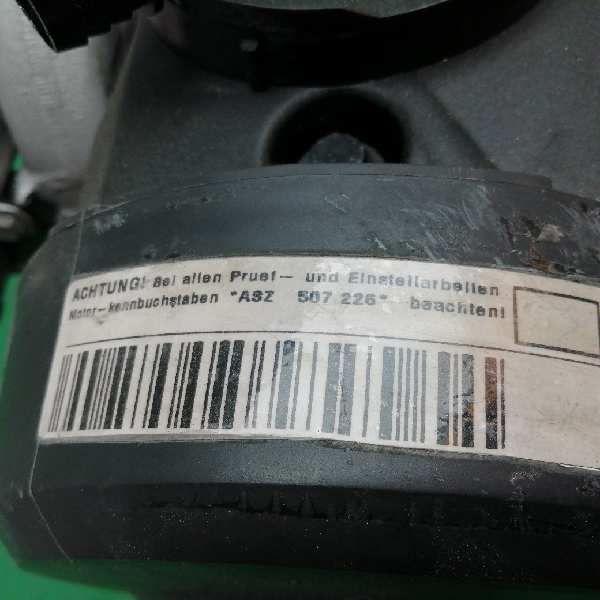 ACHTUNG! Bei allen Pruef- und Einstellarbeiten
Motor-kennbuchstaben "ASZ 507 226" beachten!